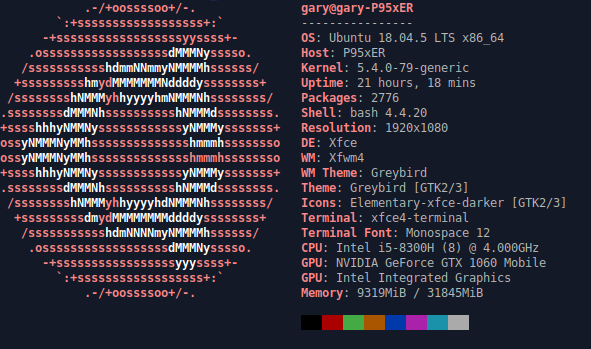 .-/+oossssoo+/-.
`:+ssssssssssssssssss+:`
-+ssssssssssssssssssyyssss+-
.ossssssssssssssssssdMMMNysssso.
/ssssssssssshdmmNNmmyNMMMMhssssss/
+ssssssssshmydMMMMMMMNddddyssssssss+
/sssssssshNMMMyhhyyyyhmNMMMNhssssssss/
.ssssssssdMMMNhsssssssssshNMMMdssssssss.
+sssshhhyNMMNyssssssssssssyNMMMysssssss+
ossyNMMMNyMMhsssssssssssssshmmmhssssssso
ossyNMMMNyMMhsssssssssssssshmmmhssssssso
+sssshhhyNMMNyssssssssssssyNMMMysssssss+
.ssssssssdMMMNhsssssssssshNMMMdssssssss.
/sssssssshNMMMyhhyyyyhdNMMMNhssssssss/
+sssssssssdmydMMMMMMMMddddyssssssss+
/ssssssssssshdmNNNNmyNMMMMhssssss/
.ossssssssssssssssssdMMMNysssso.
-+sssssssssssssssssyyyssss+-
`:+ssssssssssssssssss+:`
.-/+oossssoo+/-.
gary@gary-P95xER
----------------
OS: Ubuntu 18.04.5 LTS x86_64
Host: P95xER
Kernel: 5.4.0-79-generic
Uptime: 21 hours, 18 mins
Packages: 2776
Shell: bash 4.4.20
Resolution: 1920x1080
DE: Xfce
WM: Xfwm4
WM Theme: Greybird
Theme: Greybird [GTK2/3]
Icons: Elementary-xfce-darker [GTK2/3]
Terminal: xfce4-terminal
Terminal Font: Monospace 12
CPU: Intel i5-8300H (8) @ 4.000GHz
GPU: NVIDIA GeForce GTX 1060 Mobile
GPU: Intel Integrated Graphics
Memory: 9319MiB / 31845MiB